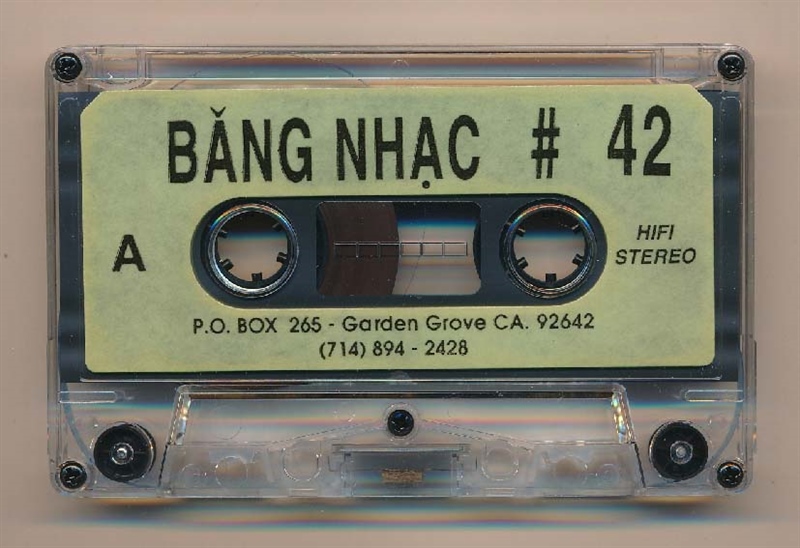 BĂNG NHẠC # 42
A
HIFI
STEREO
P.O. BOX 265 - Garden Grove CA. 92642
(714) 894 - 2428